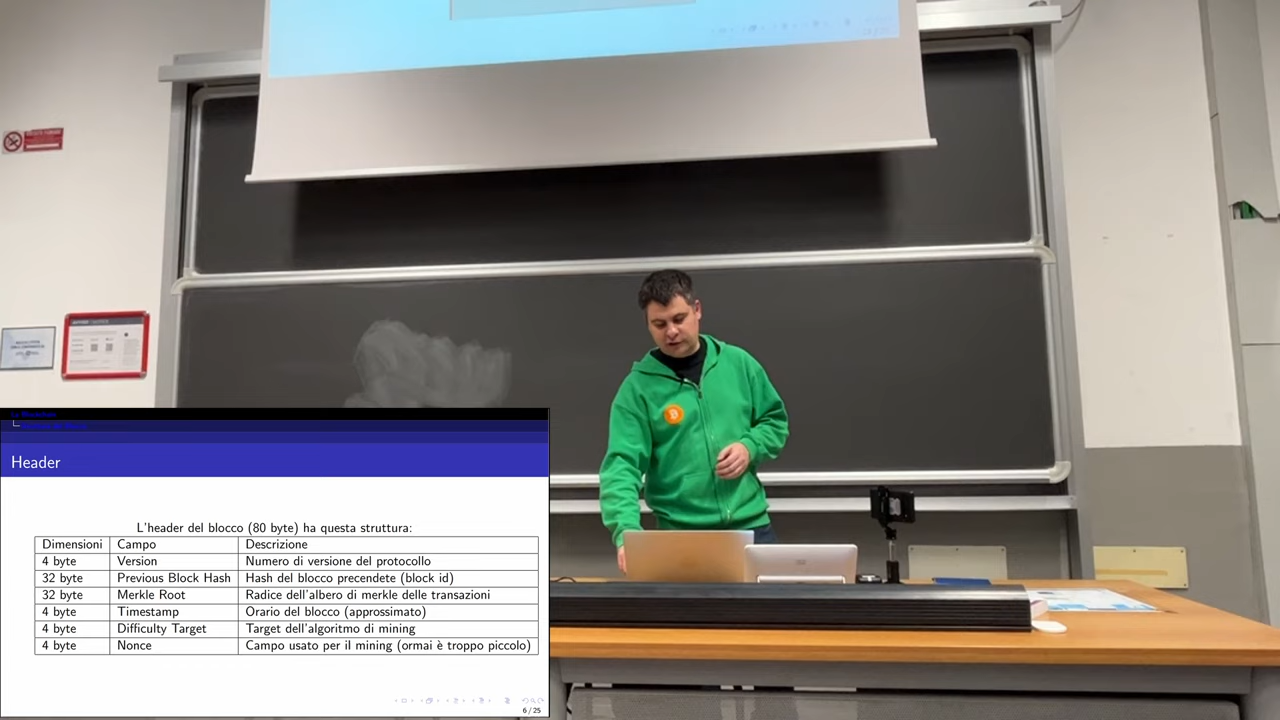 Header
L'header del blocco (80 byte) ha questa struttura:
Dimensioni Campo Descrizione
4 byte Version Numero di versione del protocollo
32 byte Previous Block Hash Hash del blocco precendete (block id)
32 byte Merkle Root Radice dell'albero di merkle delle transazioni
4 byte Timestamp Orario del blocco (approssimato)
4 byte Difficulty Target Target dell'algoritmo di mining
4 byte Nonce Campo usato per il mining (ormai è troppo piccolo)
6 / 25